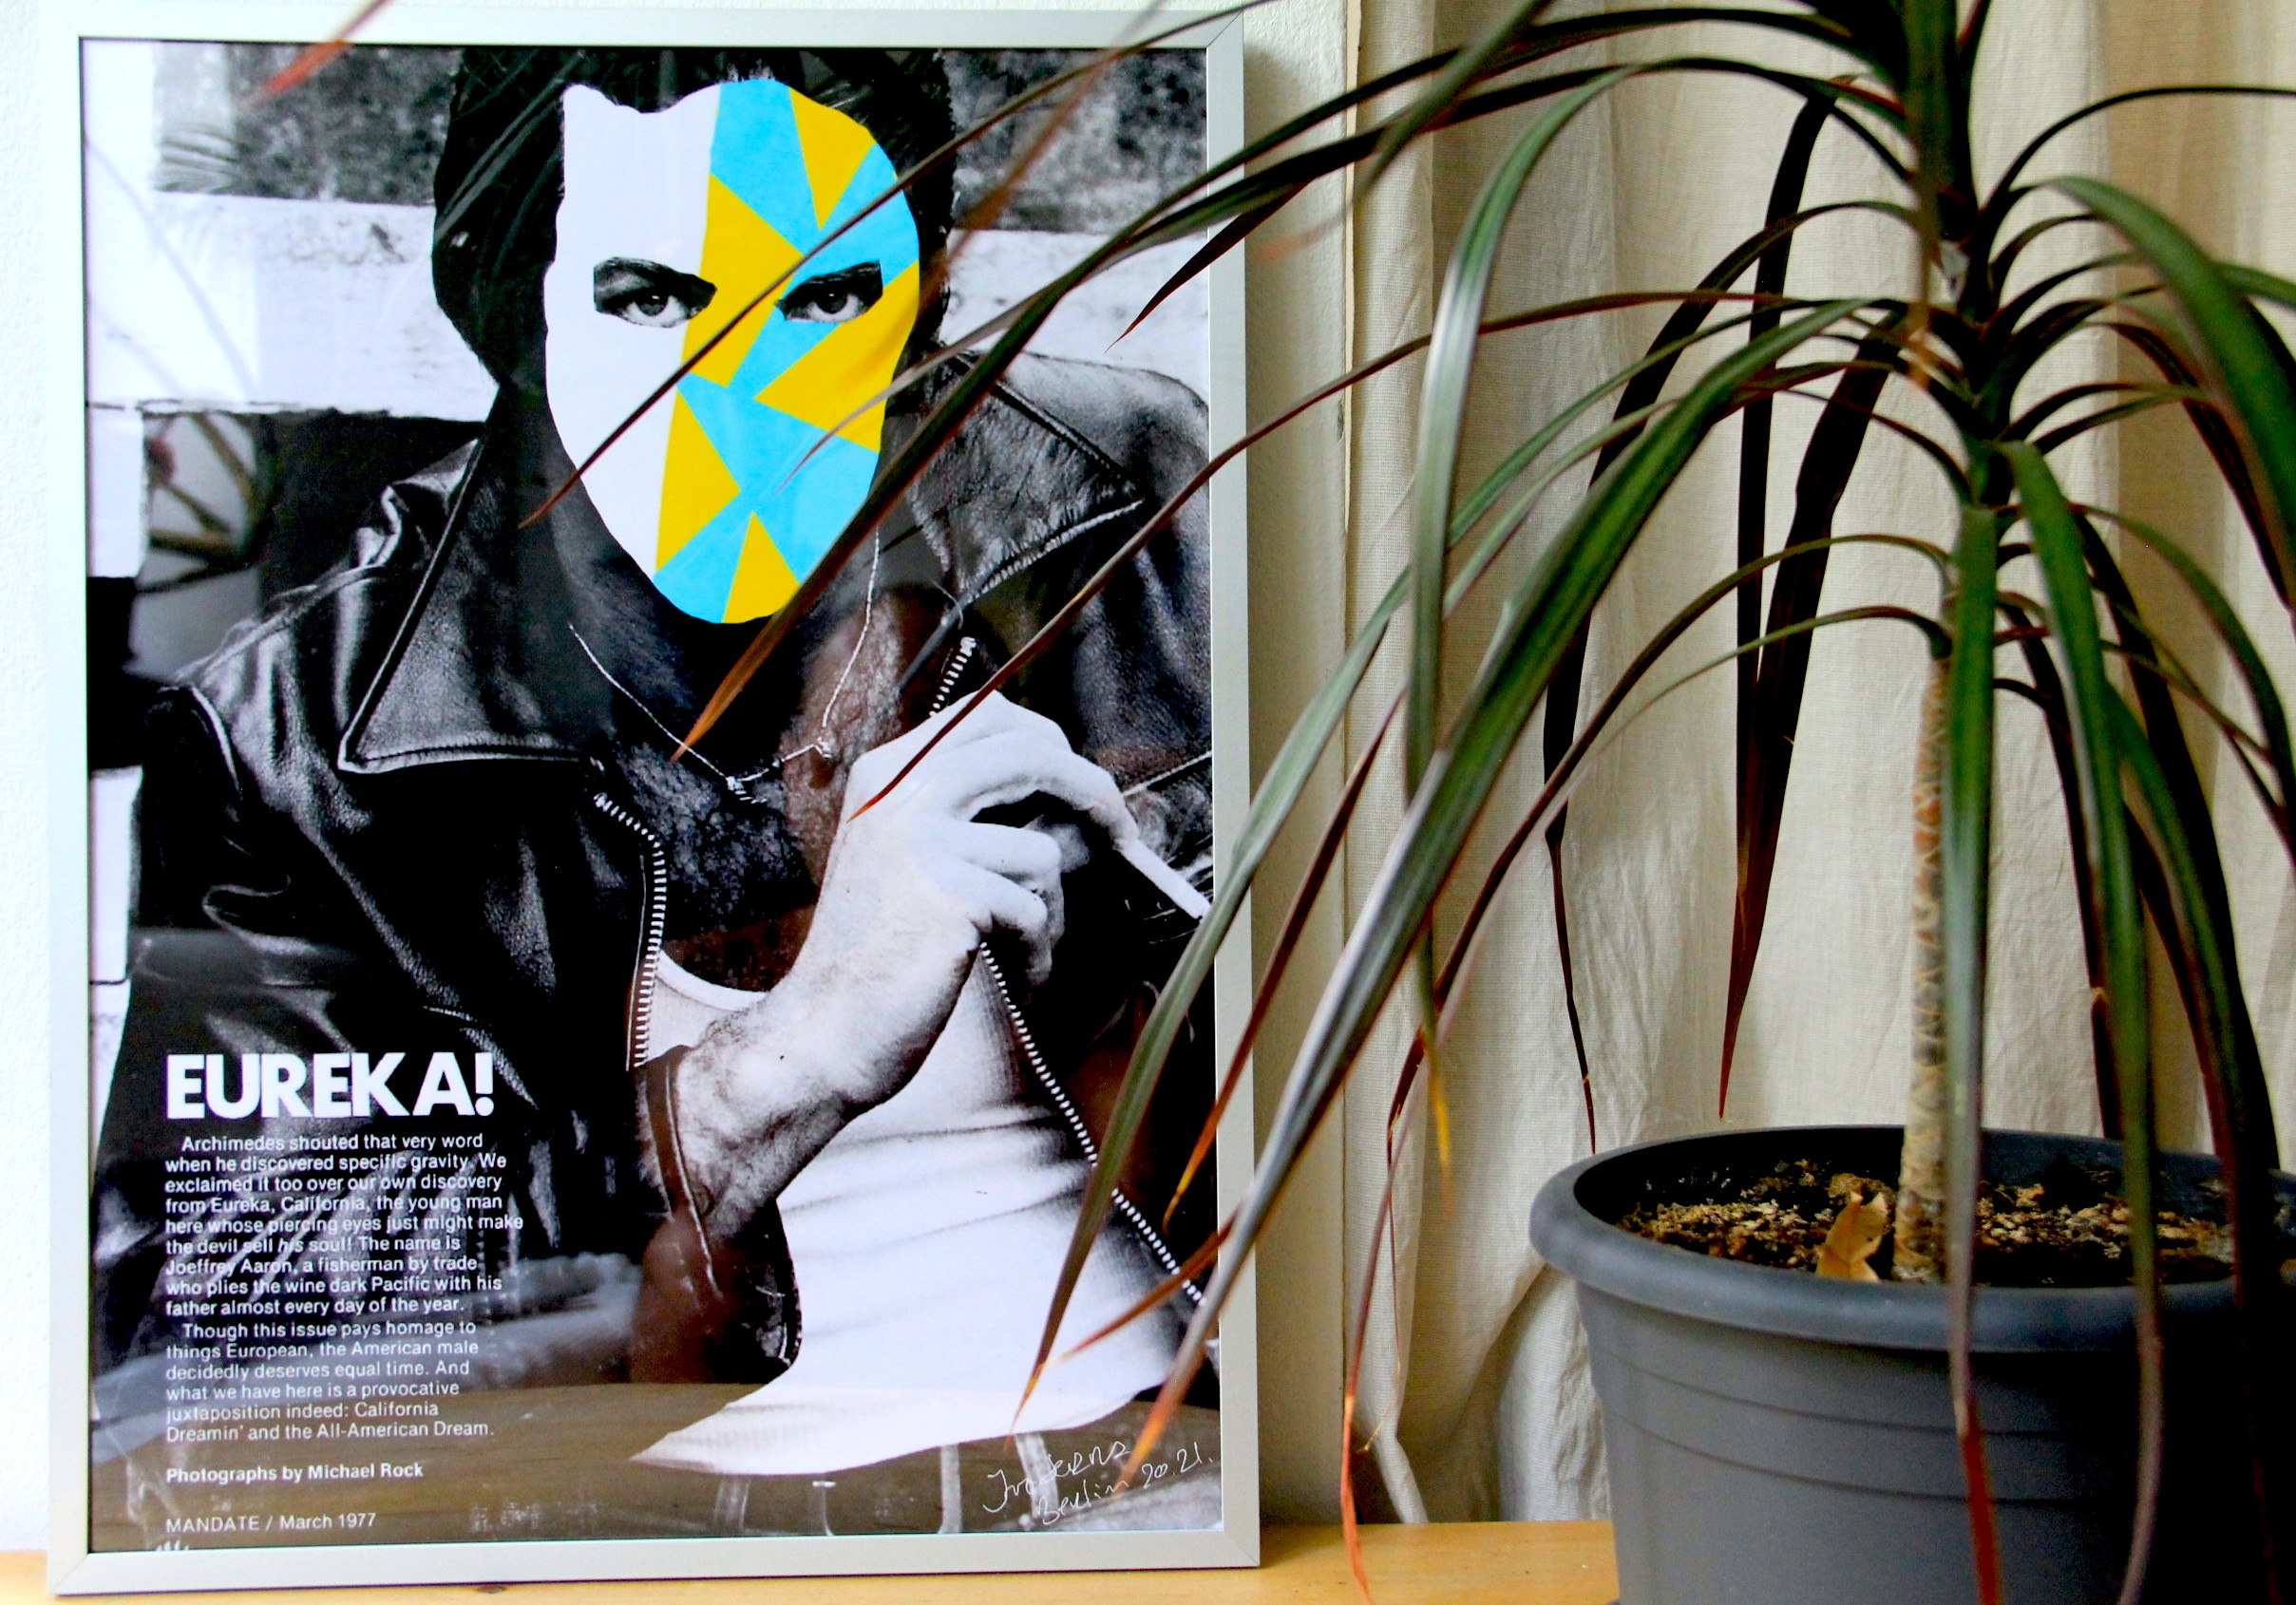 EUREKA!
Archimedes shouted that very word
when he discovered specific gravity. We
exclaimed it too over our own discovery
from Eureka, California, the young man
here whose piercing eyes just might make
the devil sell his soul! The name is
Joeffrey Aaron, a fisherman by trade
who plies the wine dark Pacific with his
father almost every day of the year.
Though this issue pays homage to
things European, the American male
decidedly deserves equal time. And
what we have here is a provocative
juxtaposition indeed: California
Dreamin' and the All-American Dream.
Photographs by Michael Rock
MANDATE / March 1977
Berlin 20.21.